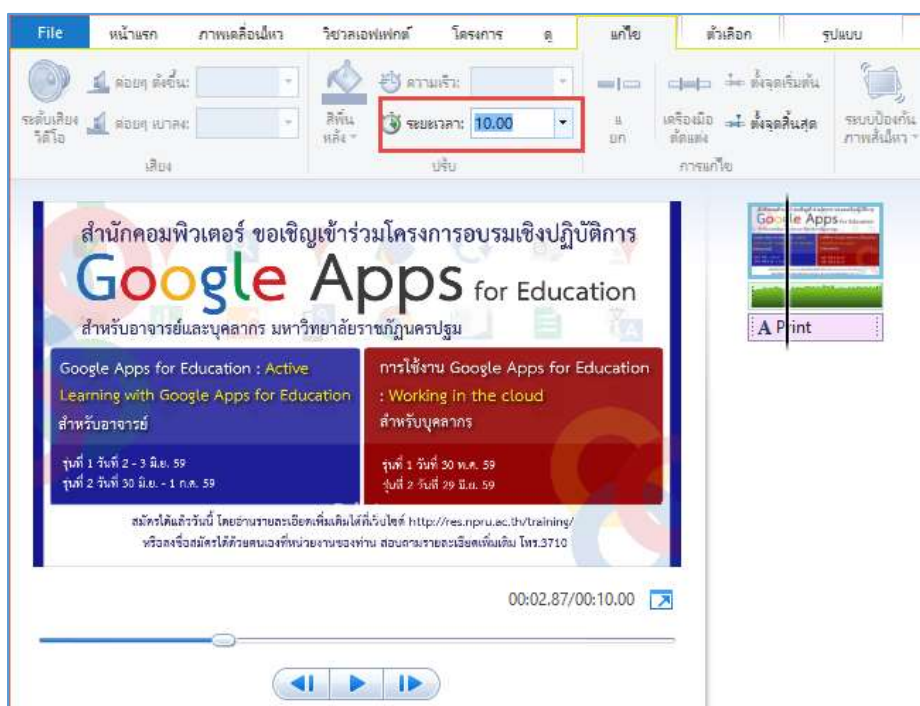 File หน้าแรก ภาพเคลื่อนไหว วิชวลเอฟเฟกต์ โครงการ ดู แก้ไข ตัวเลือก รูปแบบ
ค่อยๆ ดังขึ้น: ความเร็ว: ตั้งจุดเริ่มต้น
ระดับเสียง ค่อยๆ เบาลง: สีพื้น ระยะเวลา: 10.00 แ เครื่องมือ ตั้งจุดสิ้นสุด ระบบป้องกัน
วิดีโอ หลัง ยก ตัดแต่ง ภาพสั่นไหว
เสียง ปรับ การแก้ไข
สำนักคอมพิวเตอร์ ขอเชิญเข้าร่วมโครงการอบรมเชิงปฏิบัติการ
Google Apps for Education
สำหรับอาจารย์และบุคลากร มหาวิทยาลัยราชภัฏนครปฐม
Google Apps for Education : Active
Learning with Google Apps for Education
สำหรับอาจารย์
รุ่นที่ 1 วันที่ 2 - 3 มิ.ย. 59
รุ่นที่ 2 วันที่ 30 มิ.ย. - 1 ก.ค. 59
การใช้งาน Google Apps for Education
: Working in the cloud
สำหรับบุคลากร
รุ่นที่ 1 วันที่ 30 พ.ค. 59
รุ่นที่ 2 วันที่ 29 มิ.ย. 59
สมัครได้แล้ววันนี้ โดยอ่านรายละเอียดเพิ่มเติมได้ที่เว็บไซต์ http://res.npru.ac.th/training/
หรือลงชื่อสมัครได้ด้วยตนเองที่หน่วยงานของท่าน สอบถามรายละเอียดเพิ่มเติม โทร.3710
Google Apps
A Print
00:02.87/00:10.00